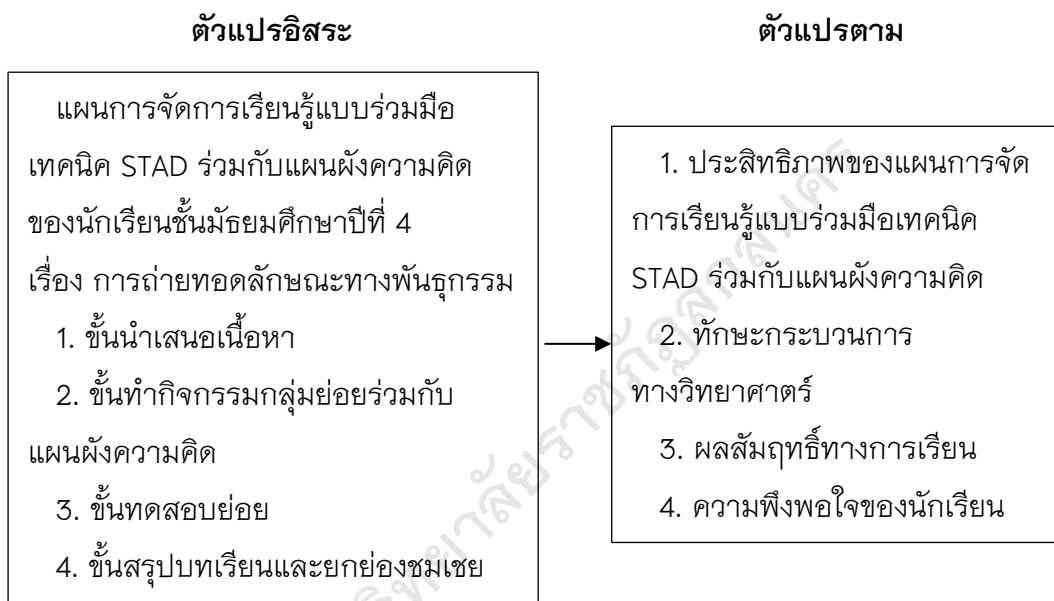 ตัวแปรอิสระ
แผนการจัดการเรียนรู้แบบร่วมมือ
เทคนิค STAD ร่วมกับแผนผังความคิด
ของนักเรียนชั้นมัธยมศึกษาปีที่ 4
เรื่อง การถ่ายทอดลักษณะทางพันธุกรรม
1. ขั้นนำเสนอเนื้อหา
2. ขั้นทำกิจกรรมกลุ่มย่อยร่วมกับ
แผนผังความคิด
3. ขั้นทดสอบย่อย
4. ขั้นสรุปบทเรียนและยกย่องชมเชย
ตัวแปรตาม
1. ประสิทธิภาพของแผนการจัด
การเรียนรู้แบบร่วมมือเทคนิค
STAD ร่วมกับแผนผังความคิด
2. ทักษะกระบวนการ
ทางวิทยาศาตร์
3. ผลสัมฤทธิ์ทางการเรียน
4. ความพึงพอใจของนักเรียน